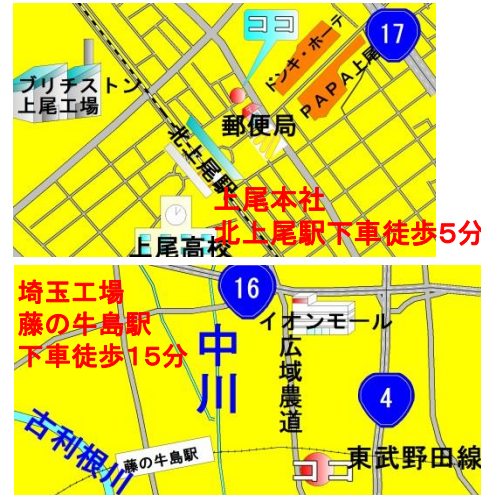 ココ
ドンキ・ホーテ
PAPA上尾
17
ブリヂストン
上尾工場
郵便局
北上尾駅
上尾本社
北上尾駅下車徒歩5分
上尾高校
埼玉工場
藤の牛島駅
下車徒歩15分
16
イオンモール
中川
広域農道
4
古利根川
藤の牛島駅
東武野田線
ココ